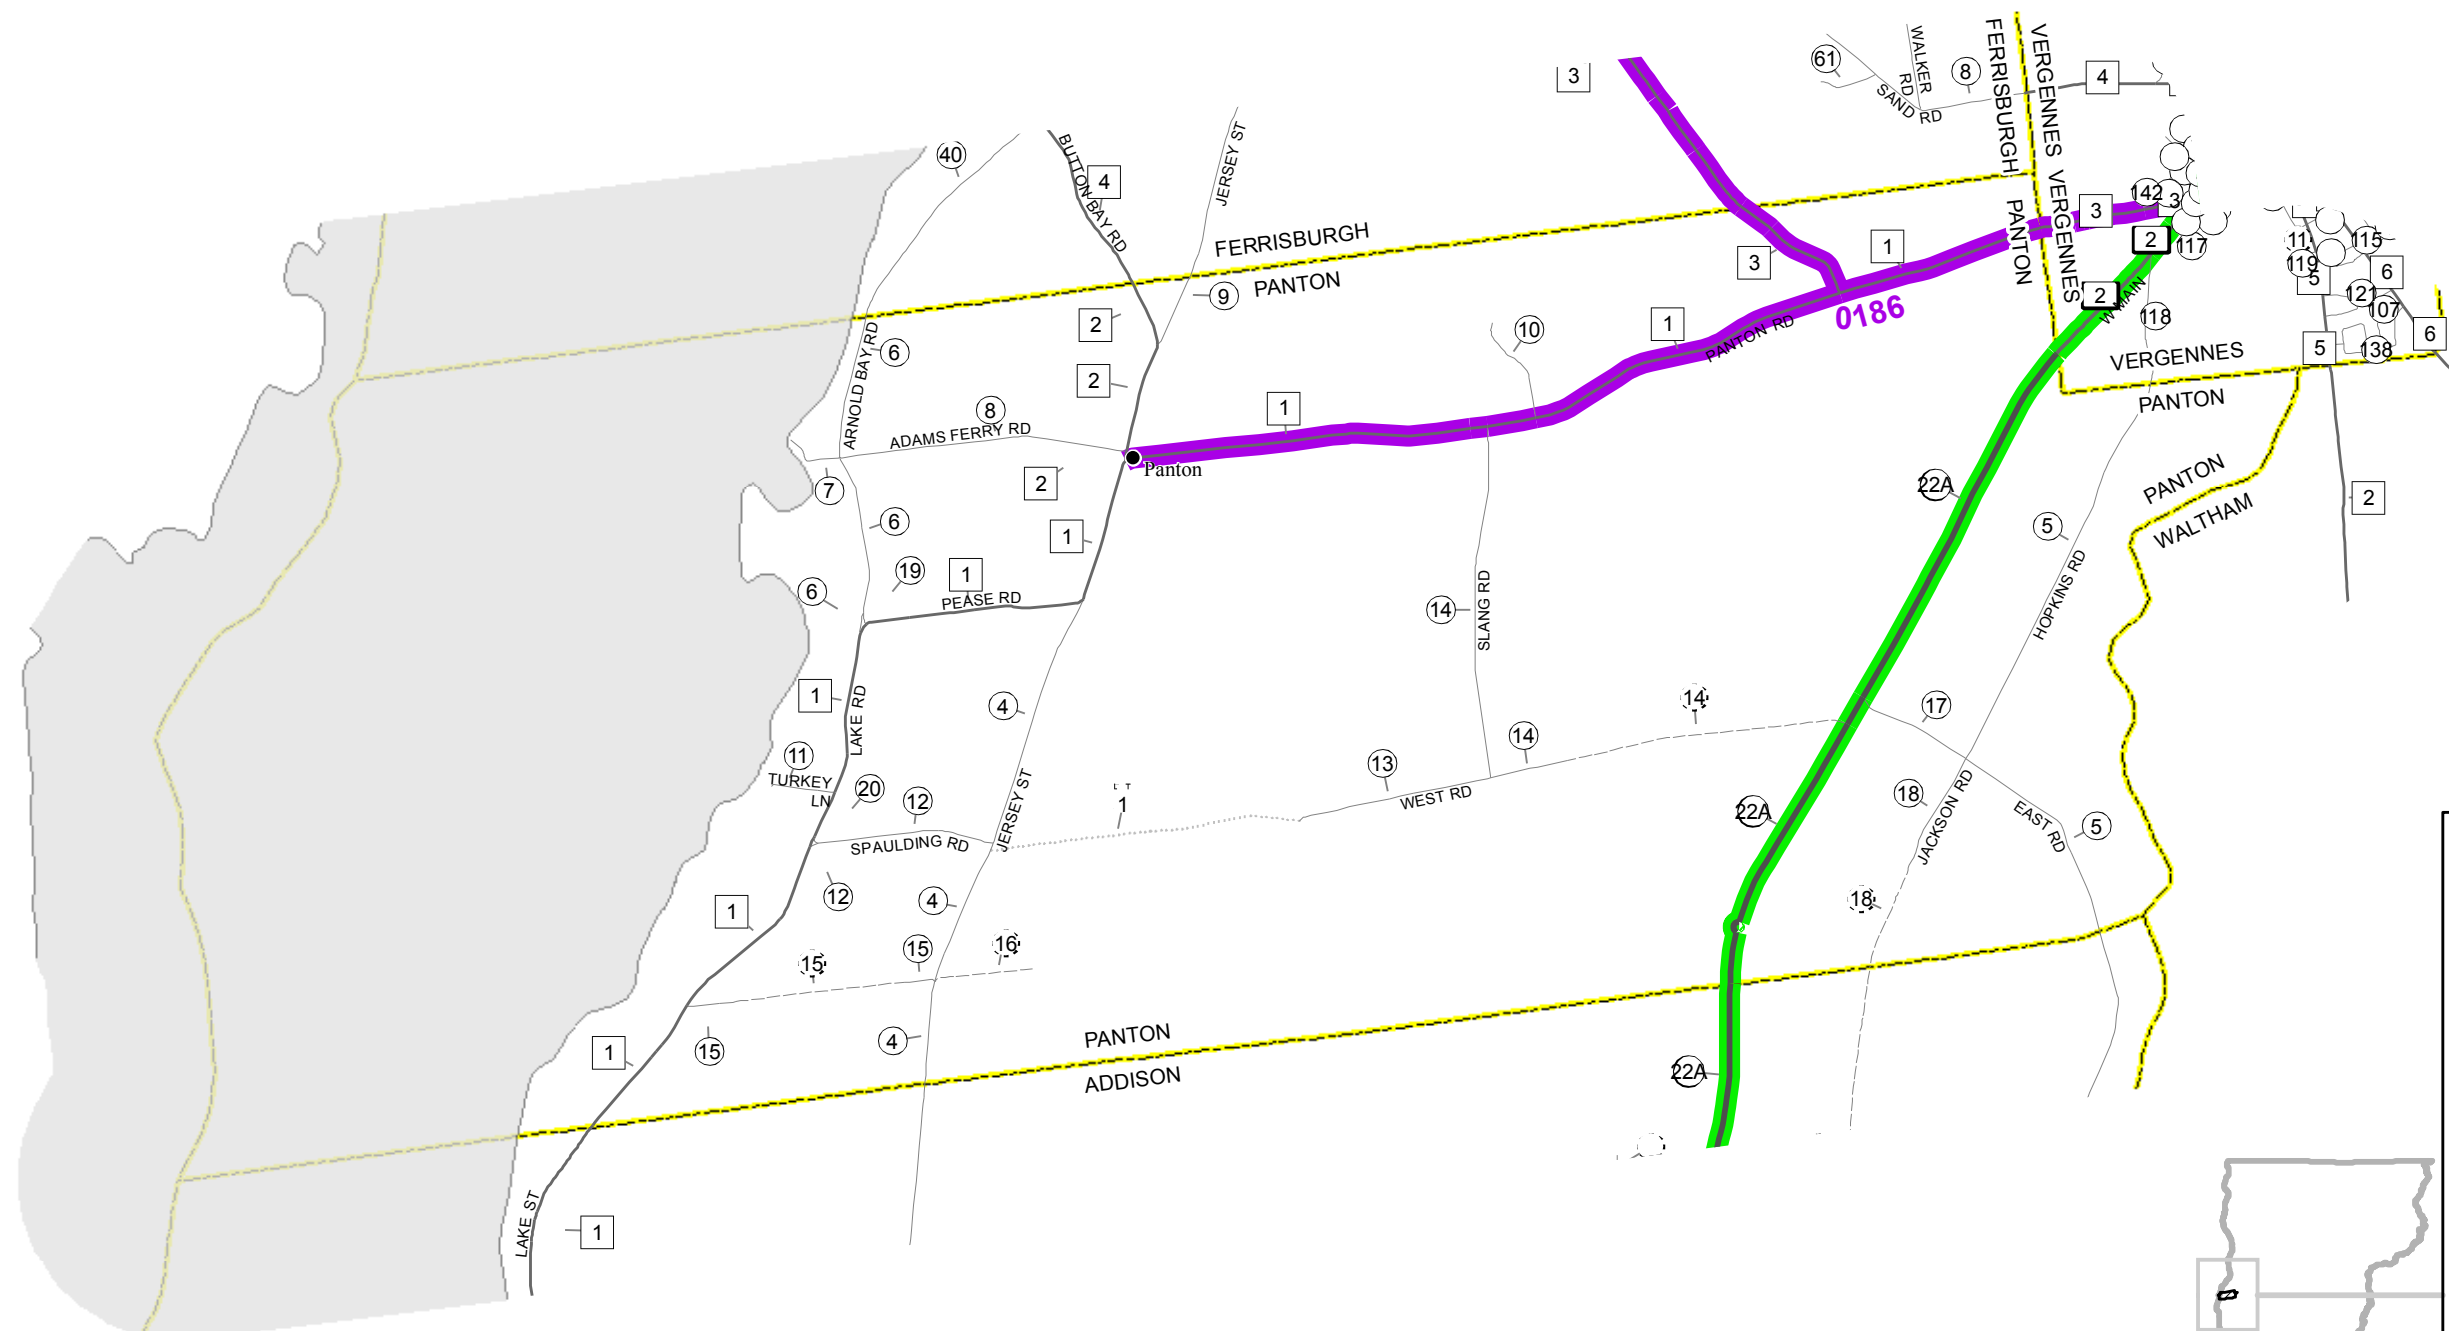 61
WALKER
RD
8
SAND RD
FERRISBURGH
VERGENNES
4
3
40
BUTTON BAY RD
4
JERSEY ST
FERRISBURGH
PANTON
9
PANTON
VERGENNES
142
3
3
2
117
1
3
0186
2
W MAIN
118
11
119
5
115
6
121
107
6
5
138
VERGENNES
PANTON
2
2
ARNOLD BAY RD
6
10
1
PANTON RD
1
8
ADAMS FERRY RD
Panton
7
2
6
1
19
1
PEASE RD
6
22A
PANTON
WALTHAM
2
5
HOPKINS RD
14
SLANG RD
1
LAKE RD
4
14
17
11
TURKEY
LN
20
12
SPAULDING RD
JERSEY ST
1
13
WEST RD
14
22A
18
JACKSON RD
EAST RD
5
12
1
4
18
15
15
16
15
1
4
PANTON
ADDISON
22A
LAKE ST
1